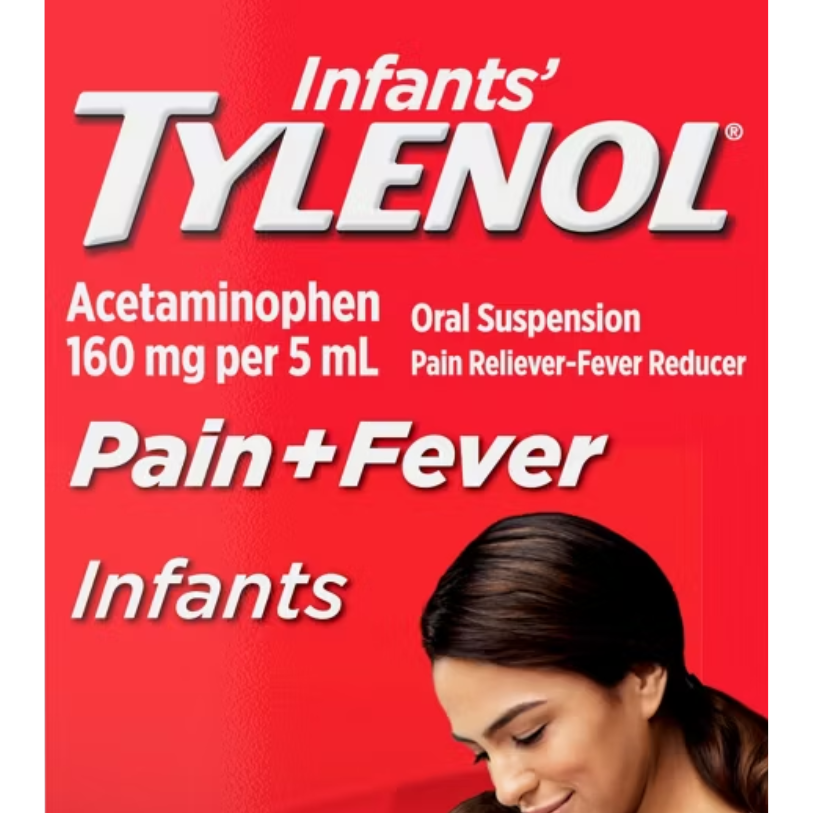 Infants’
TYLENOL®
Acetaminophen
160 mg per 5 mL
Oral Suspension
Pain Reliever-Fever Reducer
Pain+Fever
Infants